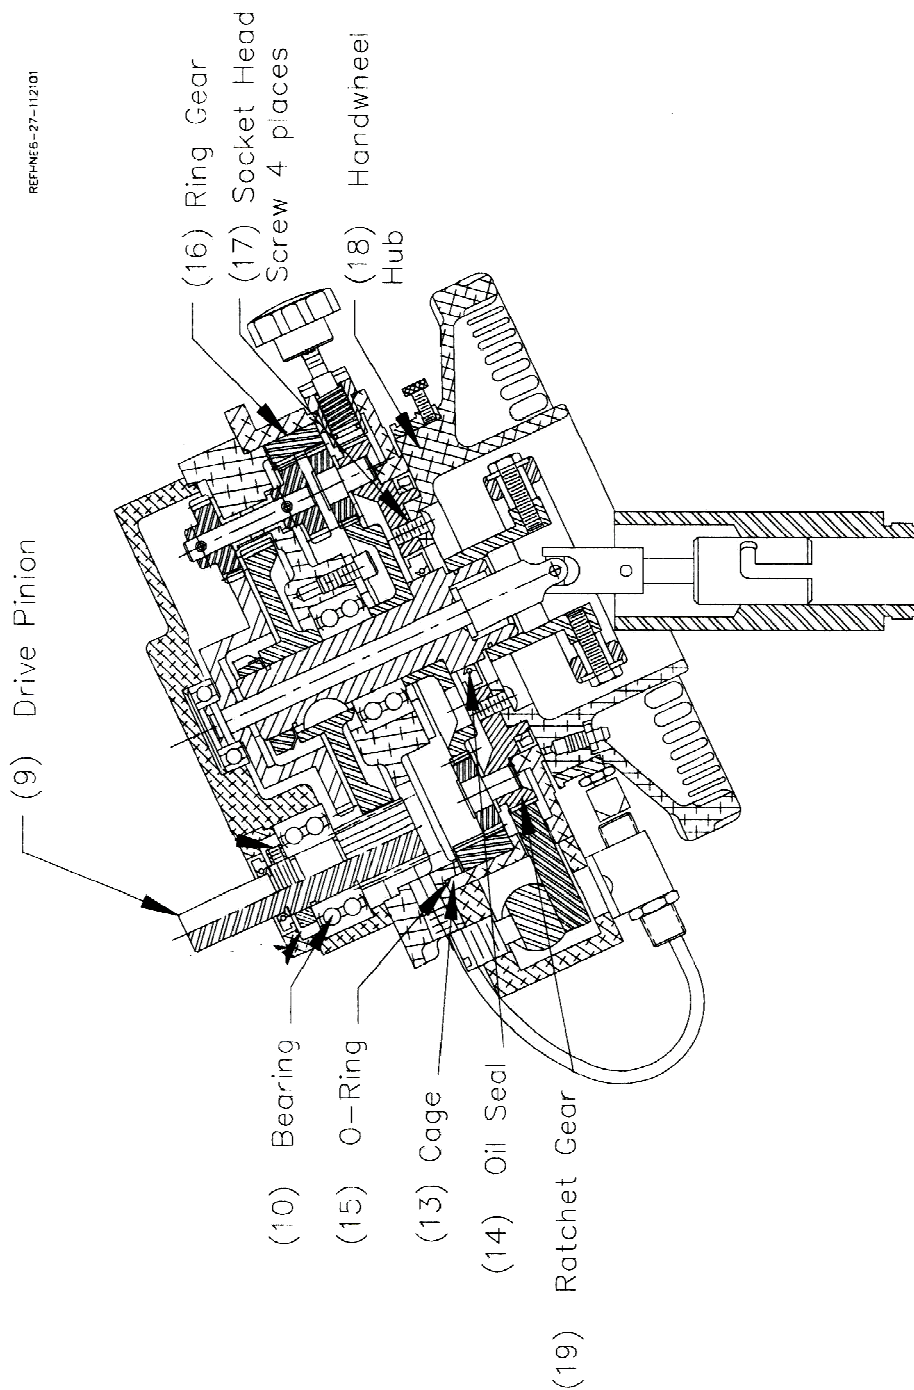 REFHNE6-27-112101
(9) Drive Pinion
(16) Ring Gear
(17) Socket Head
Screw 4 places
(18) Handwheel
Hub
(10) Bearing
(15) O-Ring
(13) Cage
(14) Oil Seal
(19) Ratchet Gear